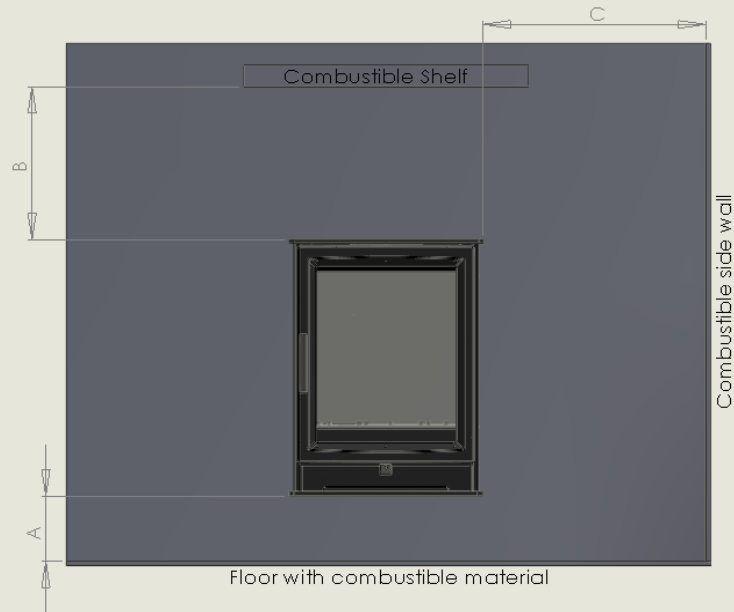 C
Combustible Shelf
B
Combustible side wall
A
Floor with combustible material